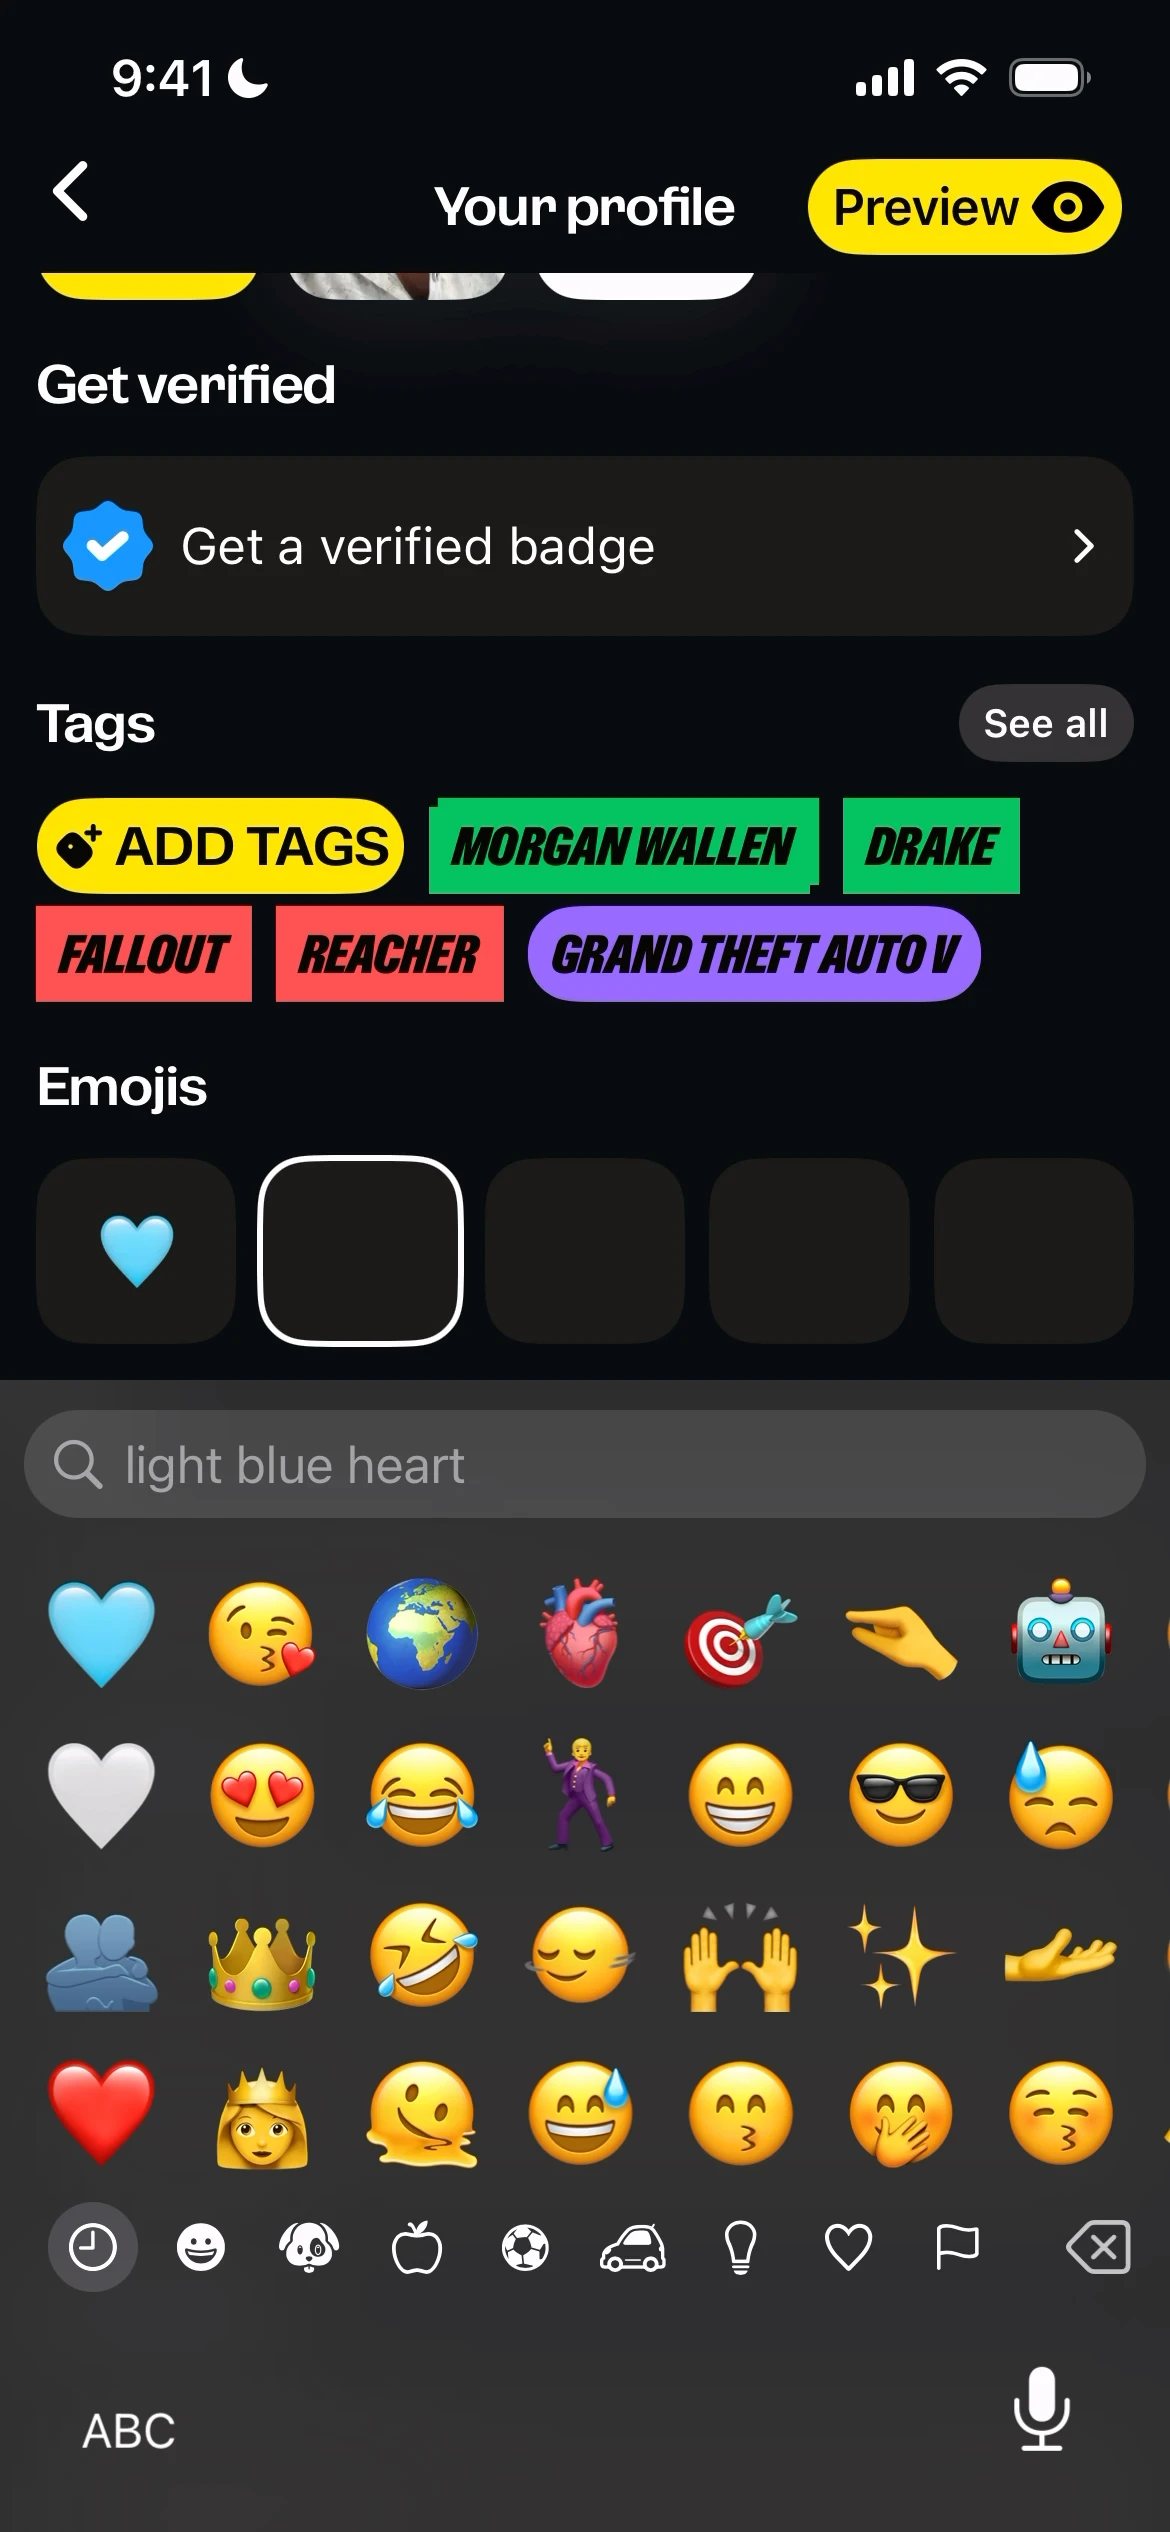 9:41
Your profile
Preview
Get verified
Get a verified badge
Tags
See all
ADD TAGS
MORGAN WALLEN
DRAKE
FALLOUT
REACHER
GRAND THEFT AUTO V
Emojis
light blue heart
ABC